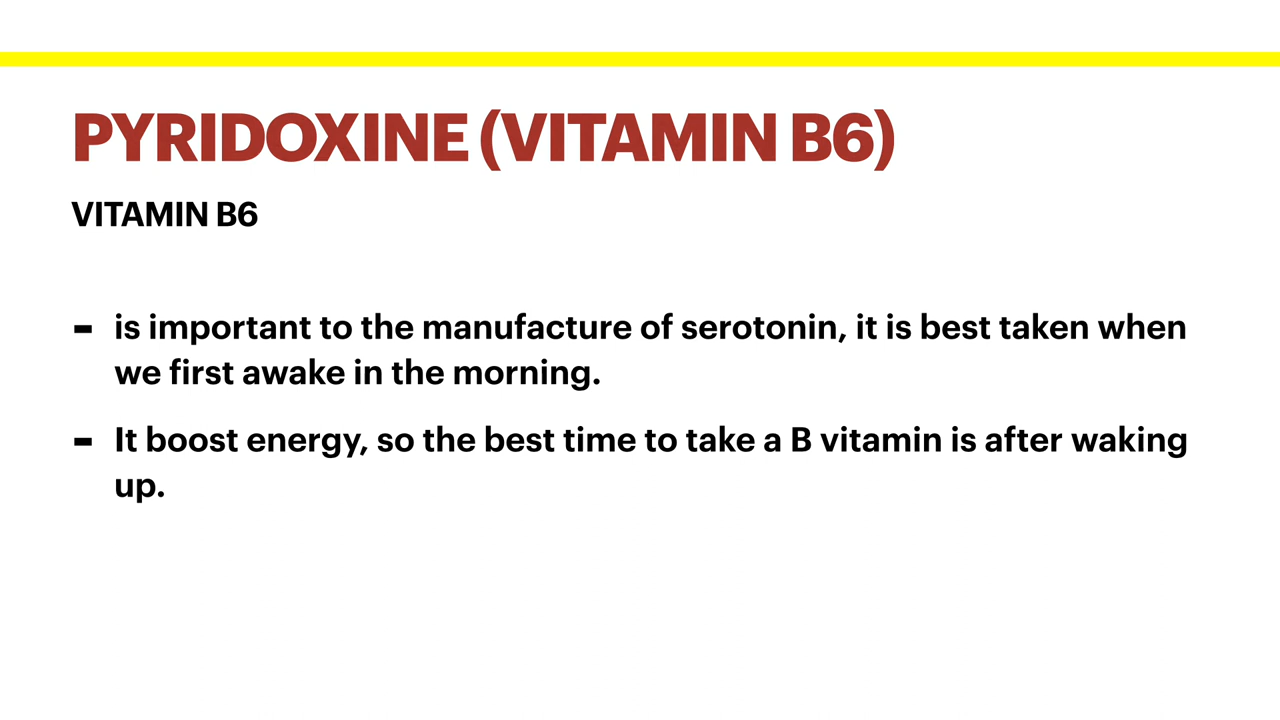 PYRIDOXINE (VITAMIN B6)
VITAMIN B6
- is important to the manufacture of serotonin, it is best taken when
we first awake in the morning.
- It boost energy, so the best time to take a B vitamin is after waking
up.